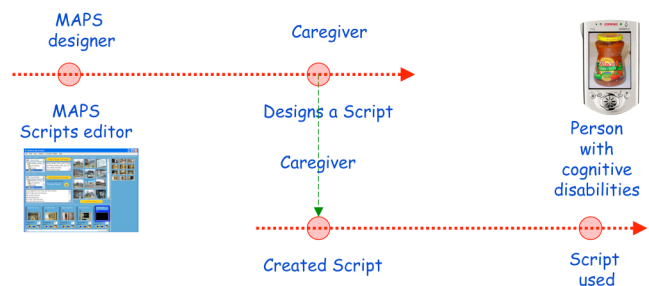 MAPS
designer
Caregiver
MAPS
Scripts editor
Designs a Script
Caregiver
Person
with
cognitive
disabilities
Created Script
Script
used